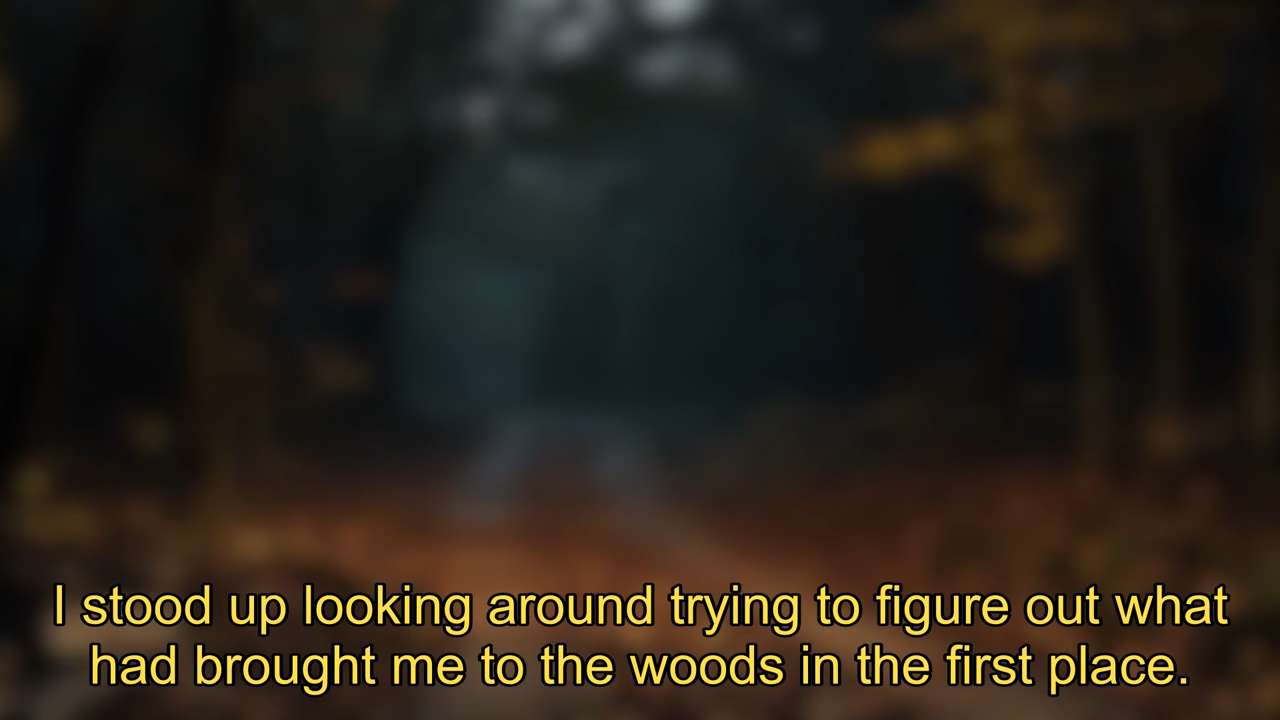 I stood up looking around trying to figure out what
had brought me to the woods in the first place.